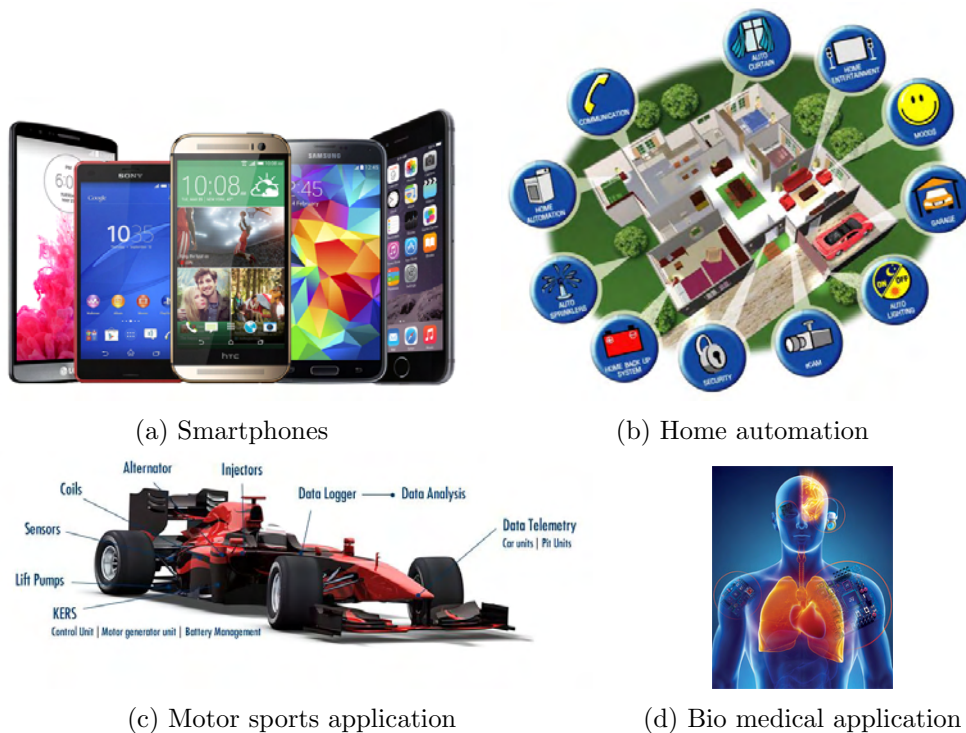 SONY
Google
10:35
10:08
SAMSUNG
:45
February
hTC
LG
AUTO
CURTAIN
HOME
ENTERTAINMENT
COMMUNICATION
MOODS
HOME
AUTOMATION
GARAGE
AUTO
SPRINKLERS
ON OFF
AUTO
LIGHTING
HOME BACK UP
SYSTEM
SECURITY
(a) Smartphones
(b) Home automation
Alternator
Injectors
Coils
Data Logger
Data Analysis
Sensors
Data Telemetry
Car units | Pit Units
Lift Pumps
KERS
Control Unit | Motor generator unit | Battery Management
(c) Motor sports application
(d) Bio medical application